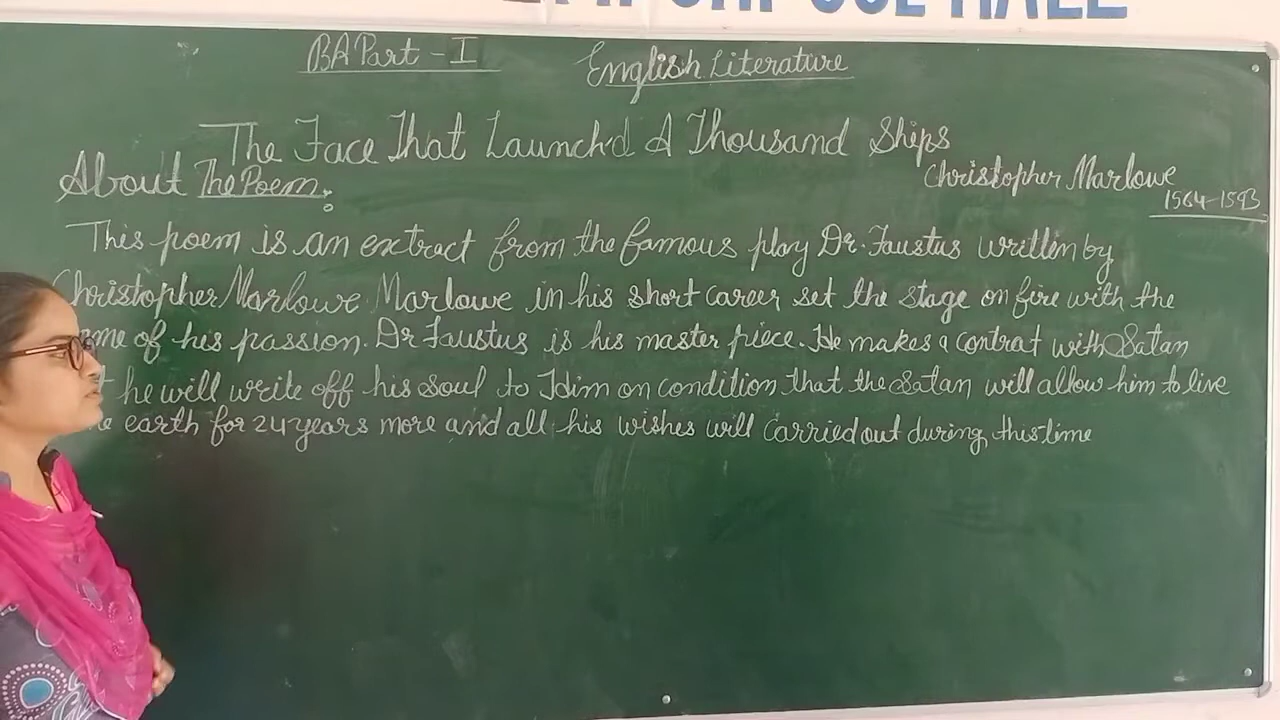 HALL
BA Part - I
English Literature
The Face That Launchd A Thousand Ships
Christopher Marlowe
1564-1593
About The Poem:
This poem is an extract from the famous play Dr. Faustus written by
Christopher Marlowe. Marlowe in his short career set the stage on fire with the
of his passion. Dr Faustus is his master piece. He makes a contrat with Satan
he will write off his soul to Him on condition that the Satan will allow him to live
earth for 24 years more and all his wishes will carried out during this time